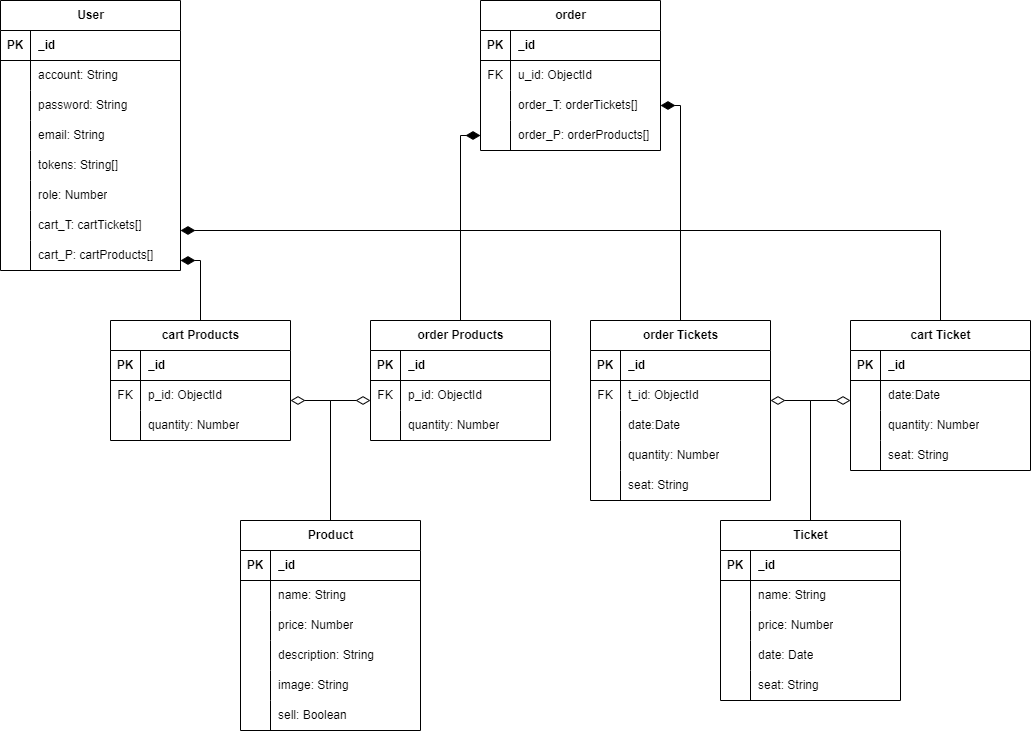 User
PK _id
account: String
password: String
email: String
tokens: String[]
role: Number
cart_T: cartTickets[]
cart_P: cartProducts[]
order
PK _id
FK u_id: ObjectId
order_T: orderTickets[]
order_P: orderProducts[]
cart Products
PK _id
FK p_id: ObjectId
quantity: Number
order Products
PK _id
FK p_id: ObjectId
quantity: Number
order Tickets
PK _id
FK t_id: ObjectId
date:Date
quantity: Number
seat: String
cart Ticket
PK _id
date:Date
quantity: Number
seat: String
Product
PK _id
name: String
price: Number
description: String
image: String
sell: Boolean
Ticket
PK _id
name: String
price: Number
date: Date
seat: String